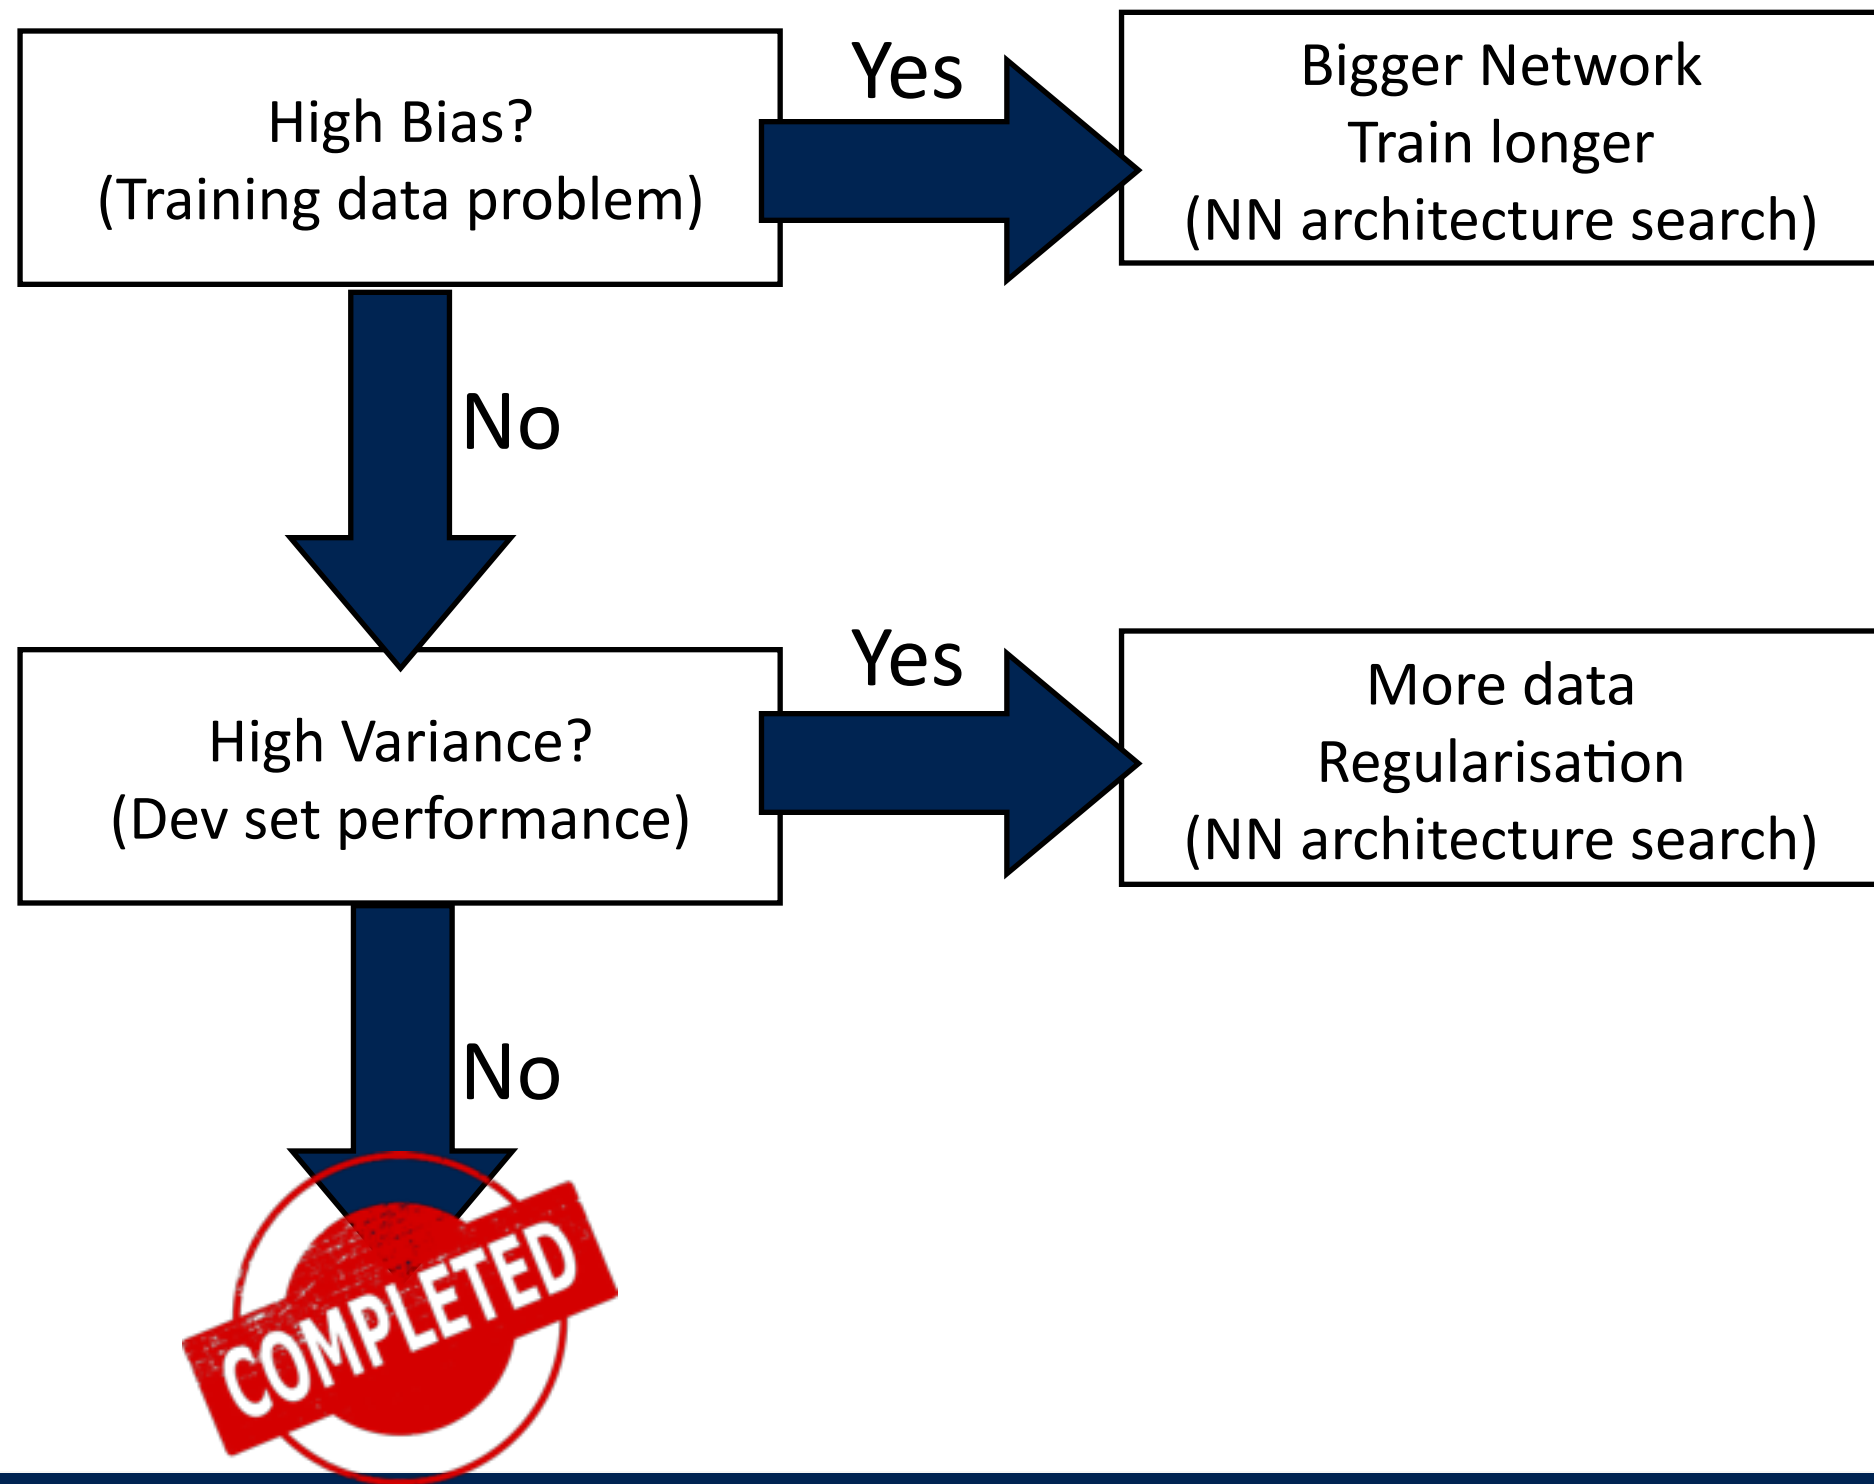 High Bias?
(Training data problem)
Yes
Bigger Network
Train longer
(NN architecture search)
No
High Variance?
(Dev set performance)
Yes
More data
Regularisation
(NN architecture search)
No
COMPLETED